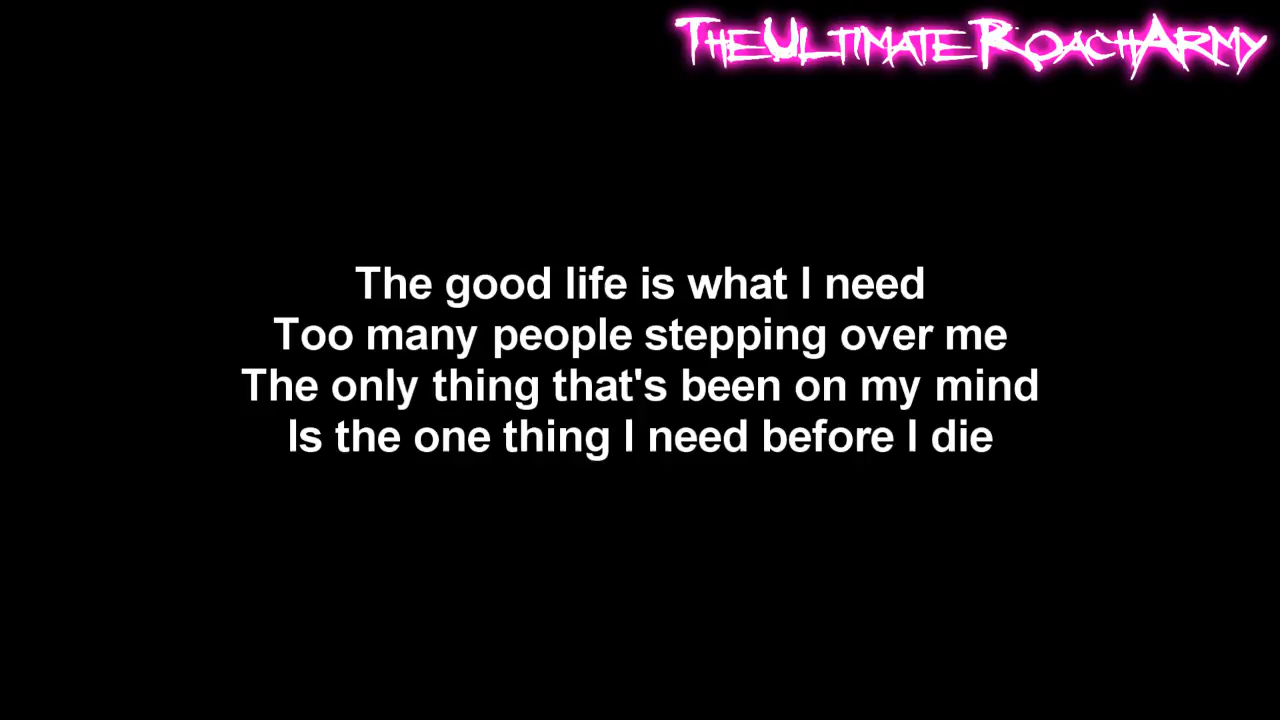 TheUltimateRoachArmy
The good life is what I need
Too many people stepping over me
The only thing that's been on my mind
Is the one thing I need before I die